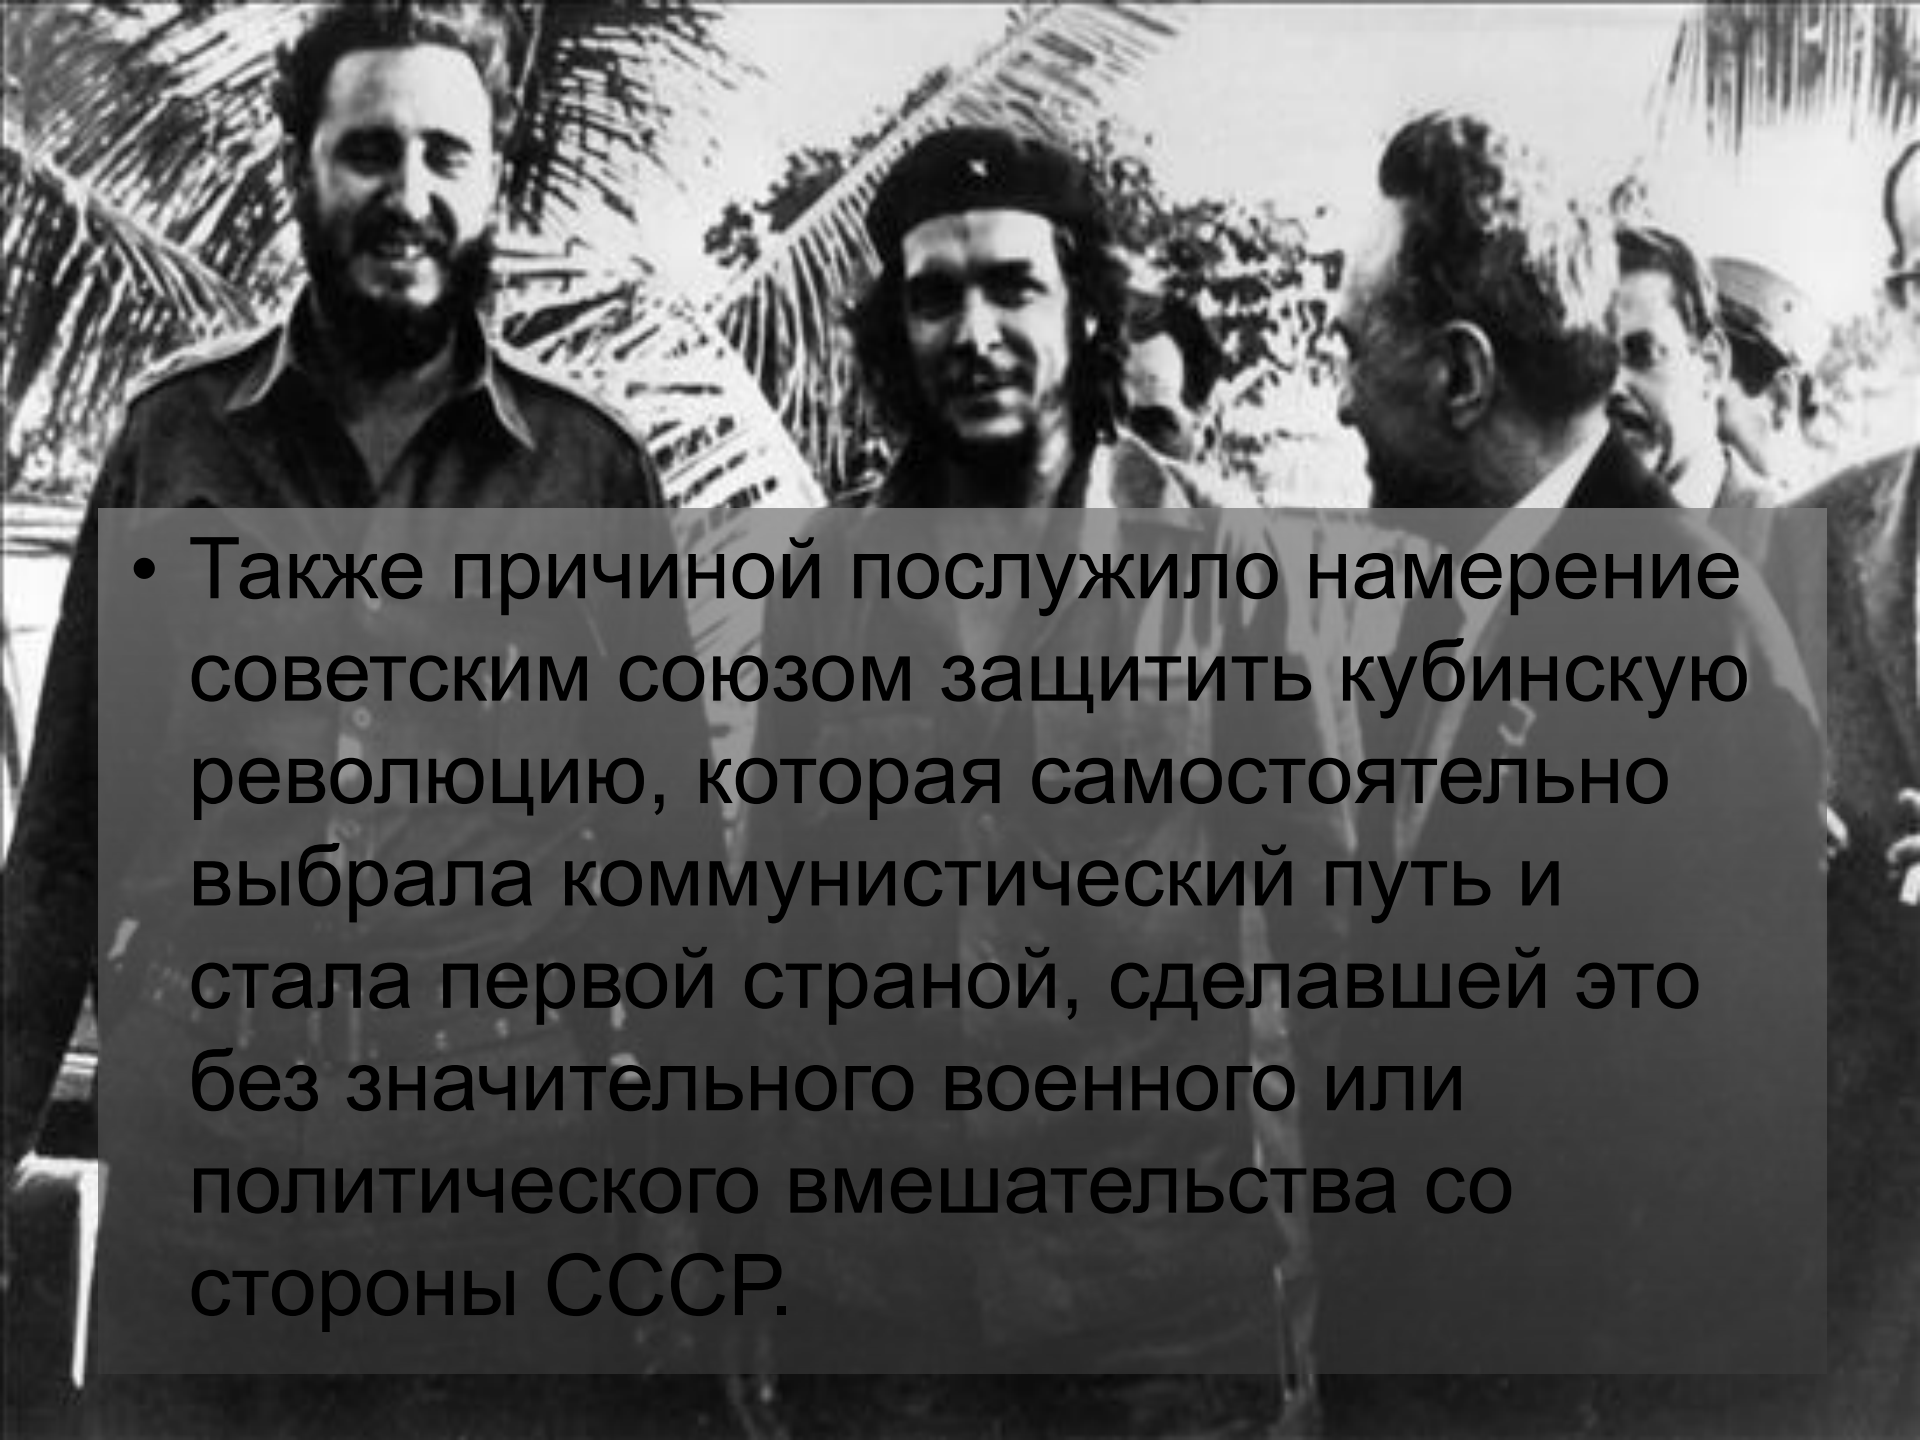 • Также причиной послужило намерение
советским союзом защитить кубинскую
революцию, которая самостоятельно
выбрала коммунистический путь и
стала первой страной, сделавшей это
без значительного военного или
политического вмешательства со
стороны СССР.